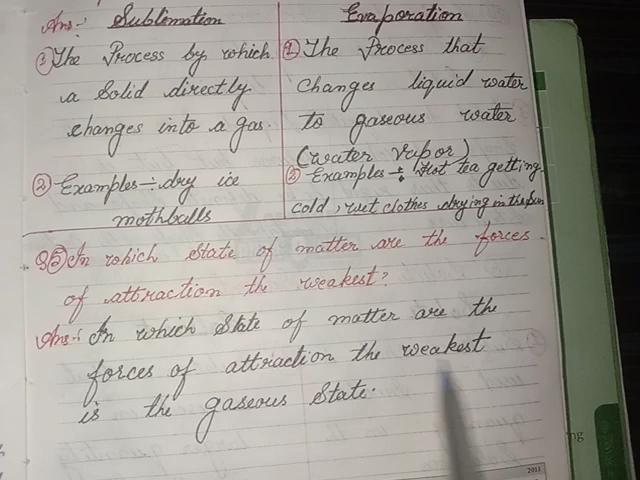 Ans:- Sublimation
① The Process by which
a Solid directly
changes into a gas.
② Examples÷dry ice
mothballs
Evaporation
① The Process that
changes liquid water
to gaseous water
(water vapor)
② Examples ÷ Hot tea getting
cold, wet clothes drying in the Sun
Q⑤ In which State of matter are the forces
of attraction the weakest?
Ans:- In which State of matter are the
forces of attraction the weakest
is the gaseous State.
2011
ng